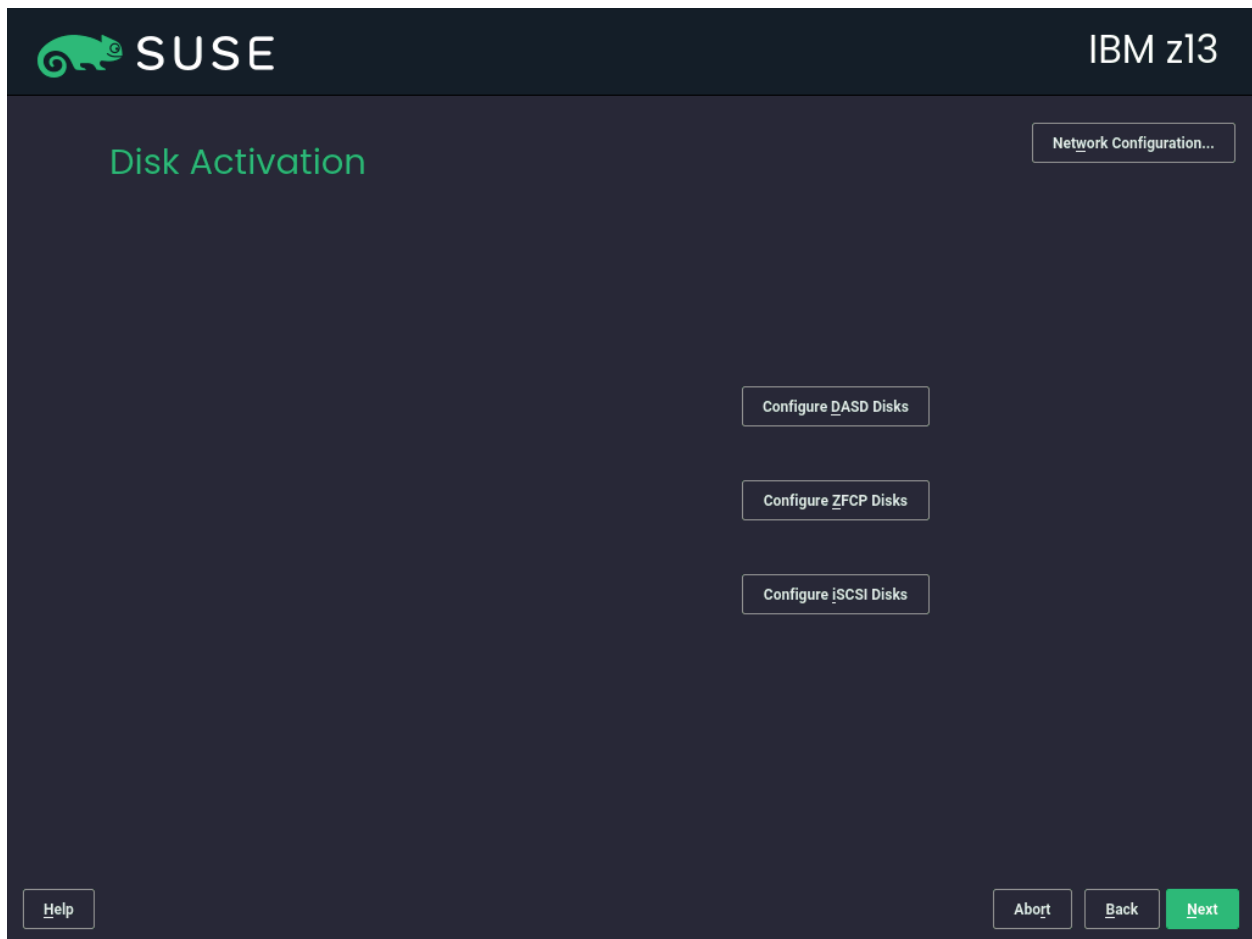 SUSE
IBM z13
Disk Activation
Network Configuration...
Configure DASD Disks
Configure ZFCP Disks
Configure iSCSI Disks
Help
Abort
Back
Next